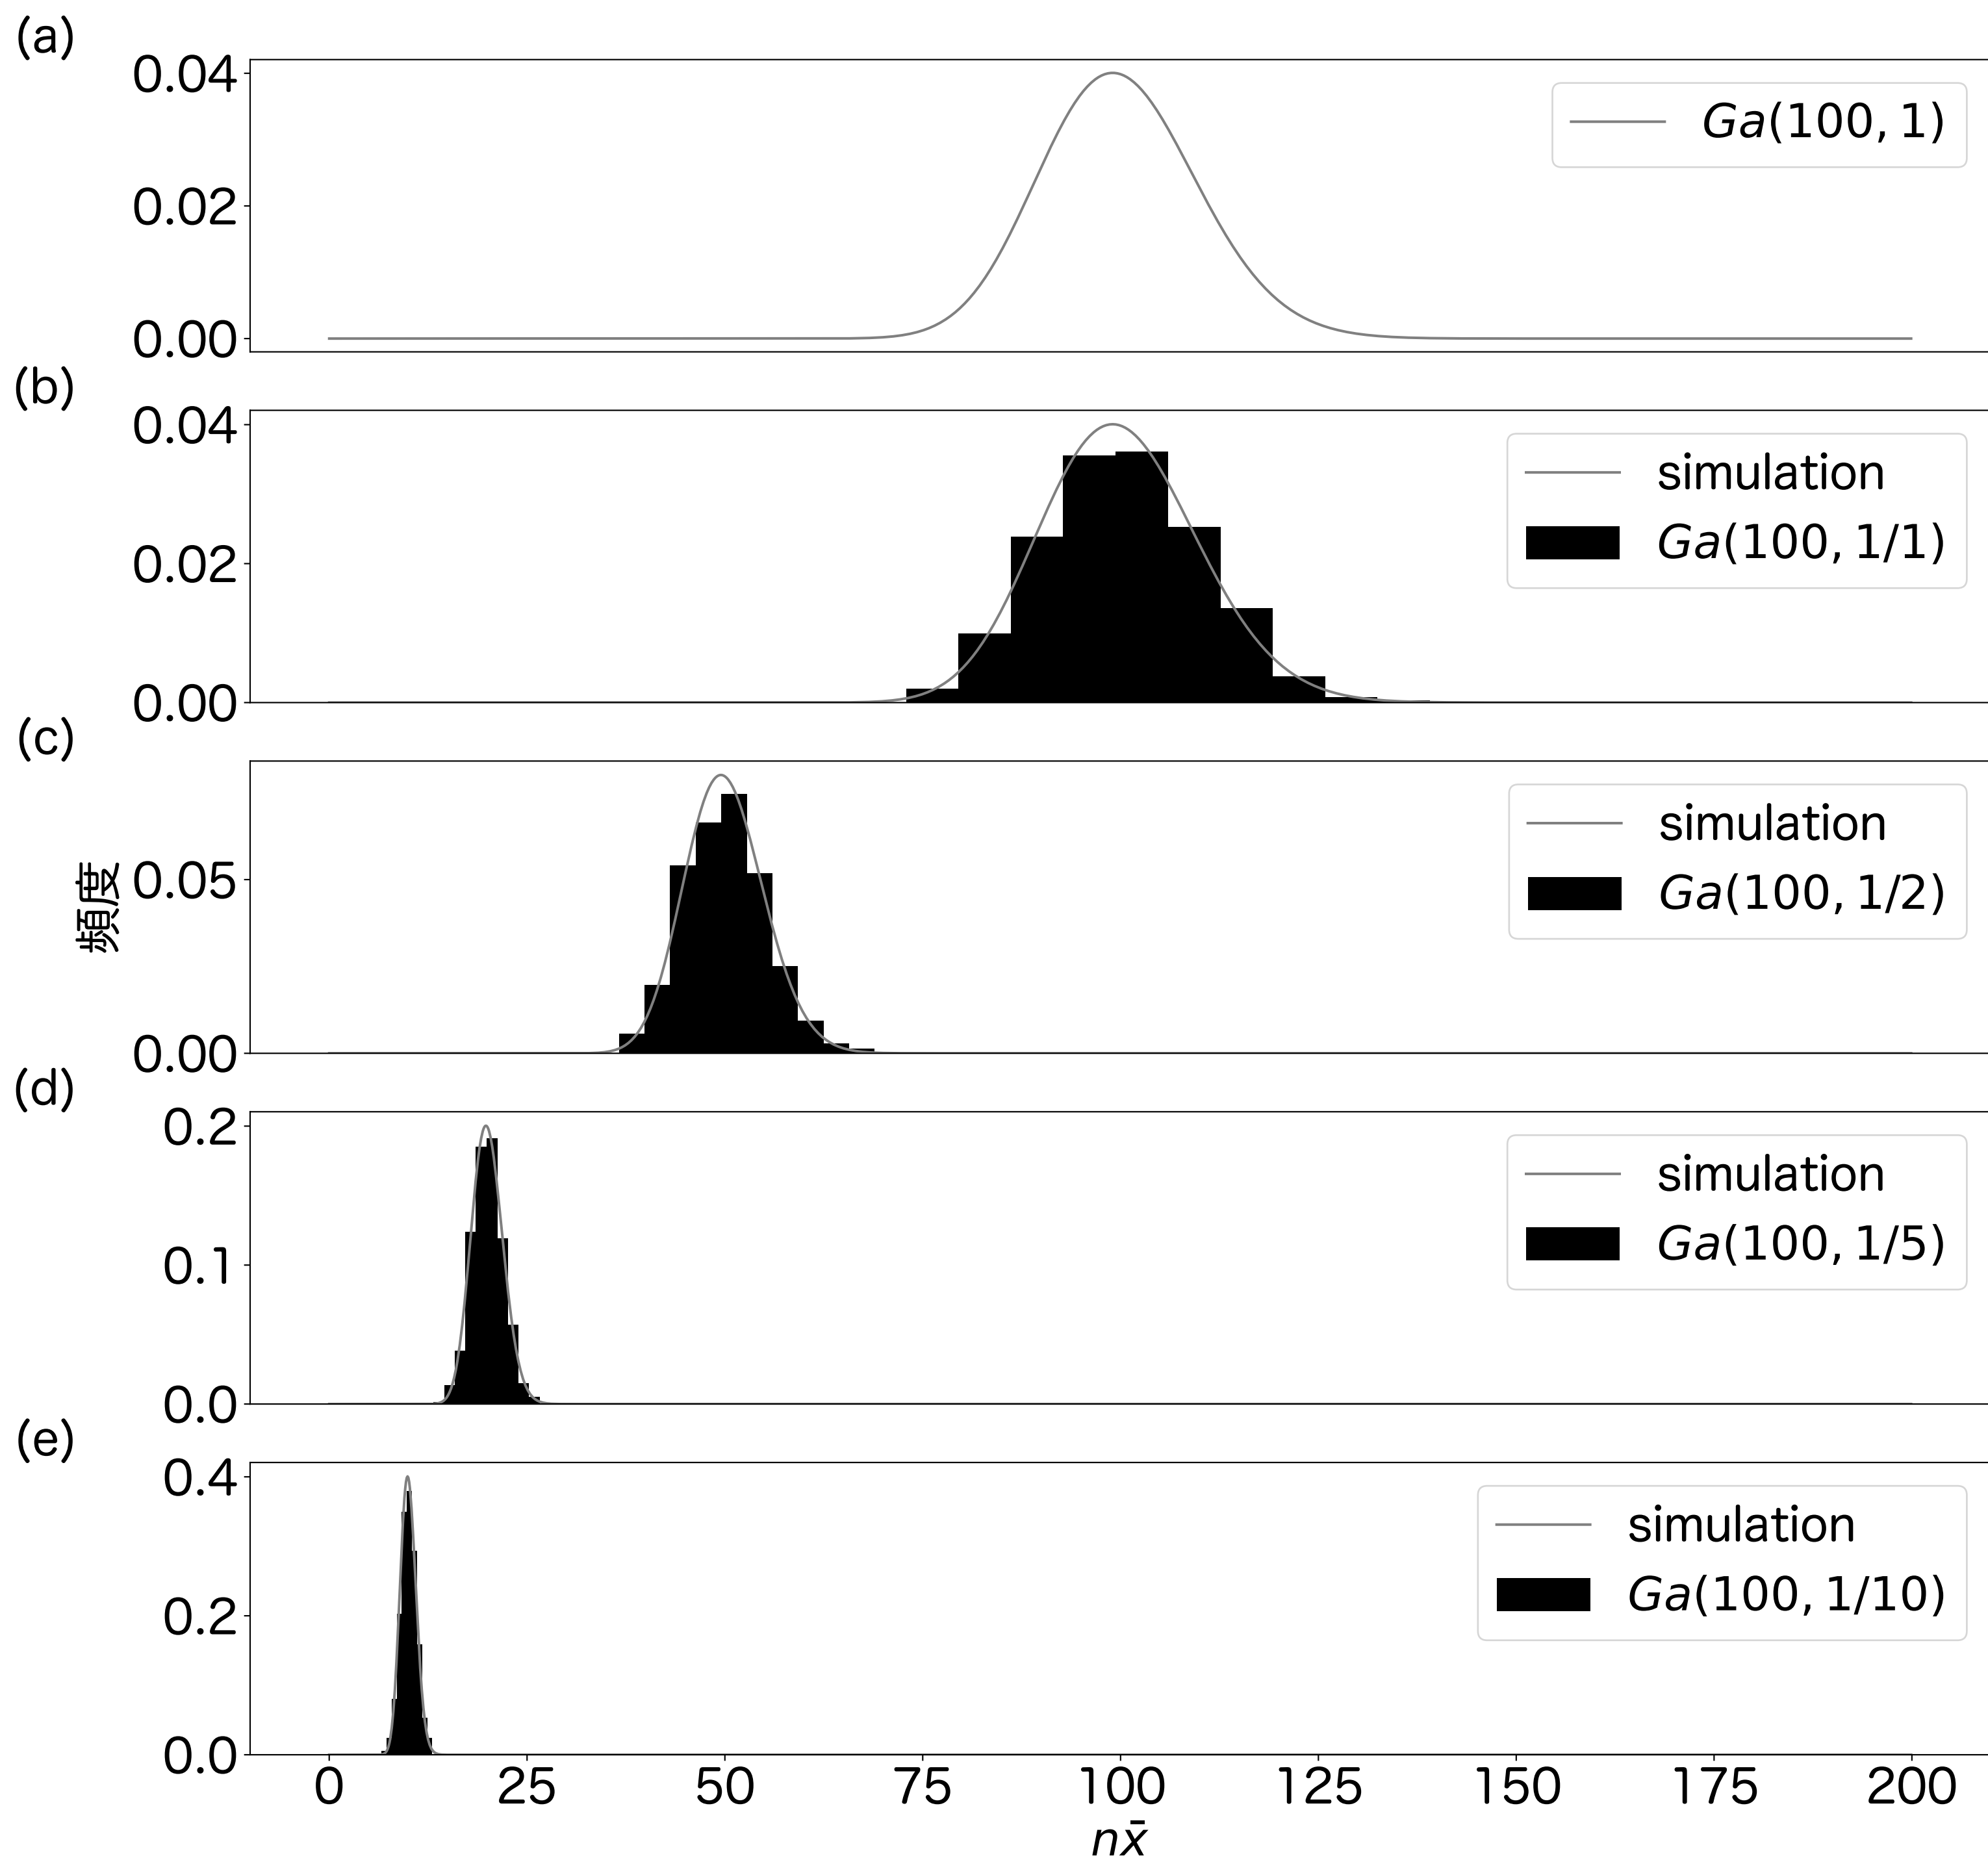 (a)
0.04
0.02
0.00
Ga(100, 1)
(b)
0.04
0.02
0.00
simulation
Ga(100, 1/1)
(c)
0.05
0.00
simulation
Ga(100, 1/2)
頻度
(d)
0.2
0.1
0.0
simulation
Ga(100, 1/5)
(e)
0.4
0.2
0.0
simulation
Ga(100, 1/10)
0 25 50 75 100 125 150 175 200
nx̄